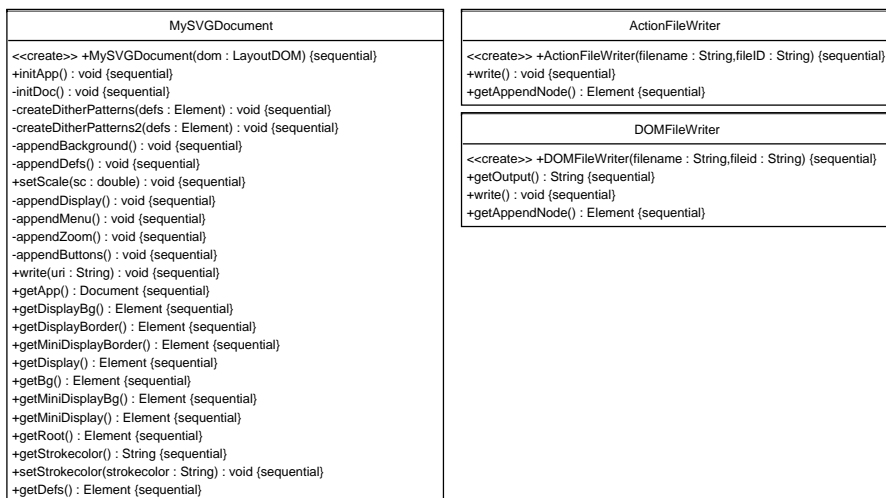 MySVGDocument
<<create>> +MySVGDocument(dom : LayoutDOM) {sequential}
+initApp() : void {sequential}
-initDoc() : void {sequential}
-createDitherPatterns(defs : Element) : void {sequential}
-createDitherPatterns2(defs : Element) : void {sequential}
-appendBackground() : void {sequential}
-appendDefs() : void {sequential}
+setScale(sc : double) : void {sequential}
-appendDisplay() : void {sequential}
-appendMenu() : void {sequential}
-appendZoom() : void {sequential}
-appendButtons() : void {sequential}
+write(uri : String) : void {sequential}
+getApp() : Document {sequential}
+getDisplayBg() : Element {sequential}
+getDisplayBorder() : Element {sequential}
+getMiniDisplayBorder() : Element {sequential}
+getDisplay() : Element {sequential}
+getBg() : Element {sequential}
+getMiniDisplayBg() : Element {sequential}
+getMiniDisplay() : Element {sequential}
+getRoot() : Element {sequential}
+getStrokecolor() : String {sequential}
+setStrokecolor(strokecolor : String) : void {sequential}
+getDefs() : Element {sequential}
ActionFileWriter
<<create>> +ActionFileWriter(filename : String,fileID : String) {sequential}
+write() : void {sequential}
+getAppendNode() : Element {sequential}
DOMFileWriter
<<create>> +DOMFileWriter(filename : String,fileid : String) {sequential}
+getOutput() : String {sequential}
+write() : void {sequential}
+getAppendNode() : Element {sequential}